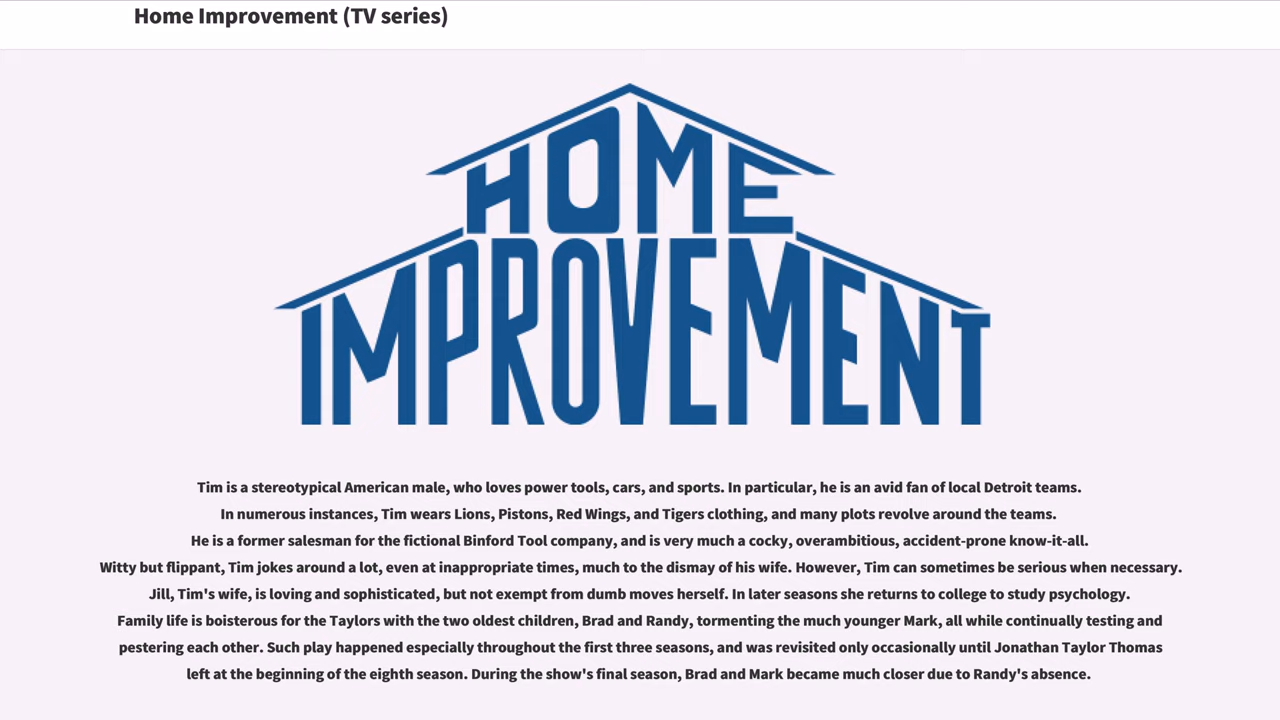 Home Improvement (TV series)
HOME
IMPROVEMENT
Tim is a stereotypical American male, who loves power tools, cars, and sports. In particular, he is an avid fan of local Detroit teams.
In numerous instances, Tim wears Lions, Pistons, Red Wings, and Tigers clothing, and many plots revolve around the teams.
He is a former salesman for the fictional Binford Tool company, and is very much a cocky, overambitious, accident-prone know-it-all.
Witty but flippant, Tim jokes around a lot, even at inappropriate times, much to the dismay of his wife. However, Tim can sometimes be serious when necessary.
Jill, Tim's wife, is loving and sophisticated, but not exempt from dumb moves herself. In later seasons she returns to college to study psychology.
Family life is boisterous for the Taylors with the two oldest children, Brad and Randy, tormenting the much younger Mark, all while continually testing and
pestering each other. Such play happened especially throughout the first three seasons, and was revisited only occasionally until Jonathan Taylor Thomas
left at the beginning of the eighth season. During the show's final season, Brad and Mark became much closer due to Randy's absence.